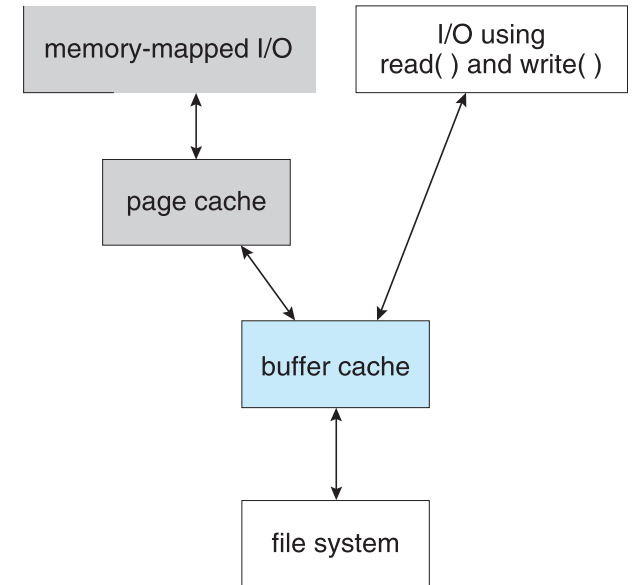 memory-mapped I/O
I/O using
read( ) and write( )
page cache
buffer cache
file system